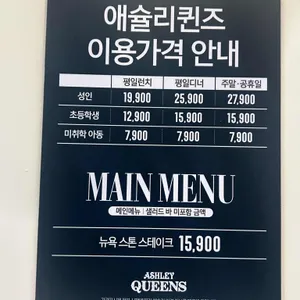 애슐리퀸즈
이용가격 안내
평일런치 평일디너 주말·공휴일
성인 19,900 25,900 27,900
초등학생 12,900 15,900 15,900
미취학 아동 7,900 7,900 7,900
MAIN MENU
메인메뉴 | 샐러드 바 미포함 금액
뉴욕 스톤 스테이크 15,900
ASHLEY
QUEENS